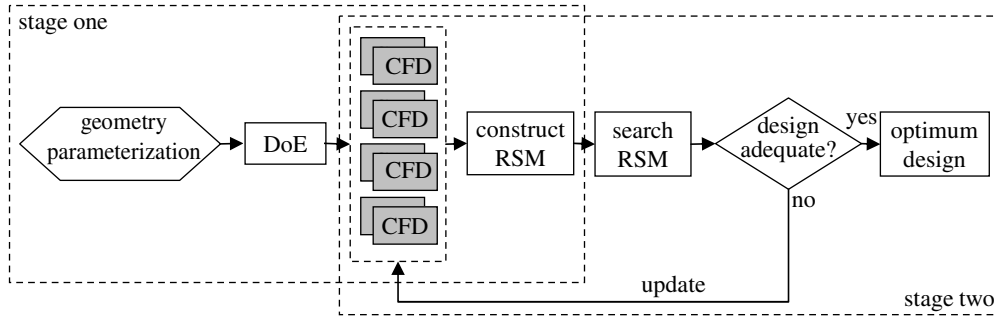 stage one
geometry
parameterization
DoE
CFD
CFD
CFD
CFD
construct
RSM
search
RSM
design
adequate?
yes
no
optimum
design
update
stage two